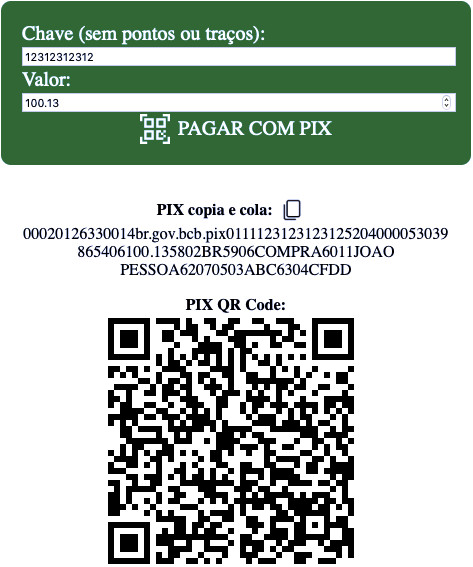 Chave (sem pontos ou traços):
12312312312
Valor:
100.13
PAGAR COM PIX
PIX copia e cola:
00020126330014br.gov.bcb.pix0111123123123125204000053039
865406100.135802BR5906COMPRA6011JOAO
PESSOA62070503ABC6304CFDD
PIX QR Code: